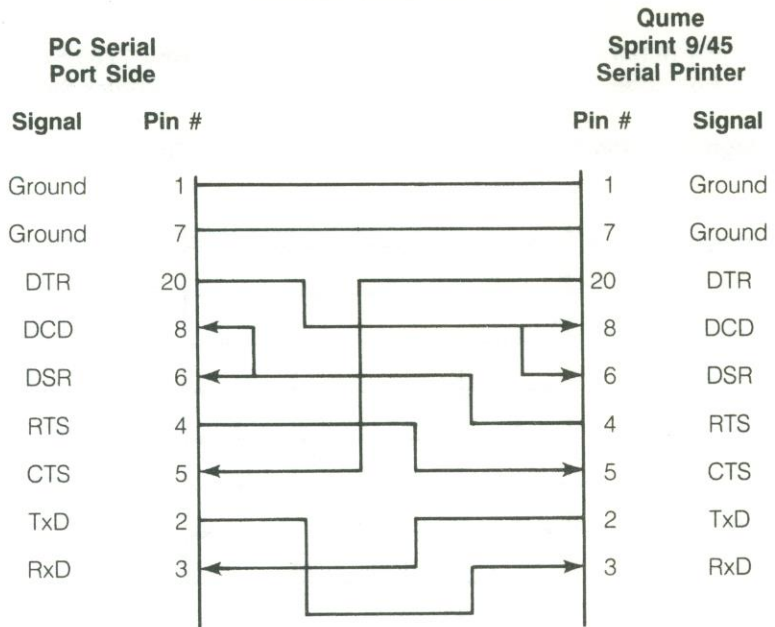 PC Serial
Port Side
Qume
Sprint 9/45
Serial Printer
Signal Pin # Pin # Signal
Ground 1 1 Ground
Ground 7 7 Ground
DTR 20 20 DTR
DCD 8 8 DCD
DSR 6 6 DSR
RTS 4 4 RTS
CTS 5 5 CTS
TxD 2 2 TxD
RxD 3 3 RxD